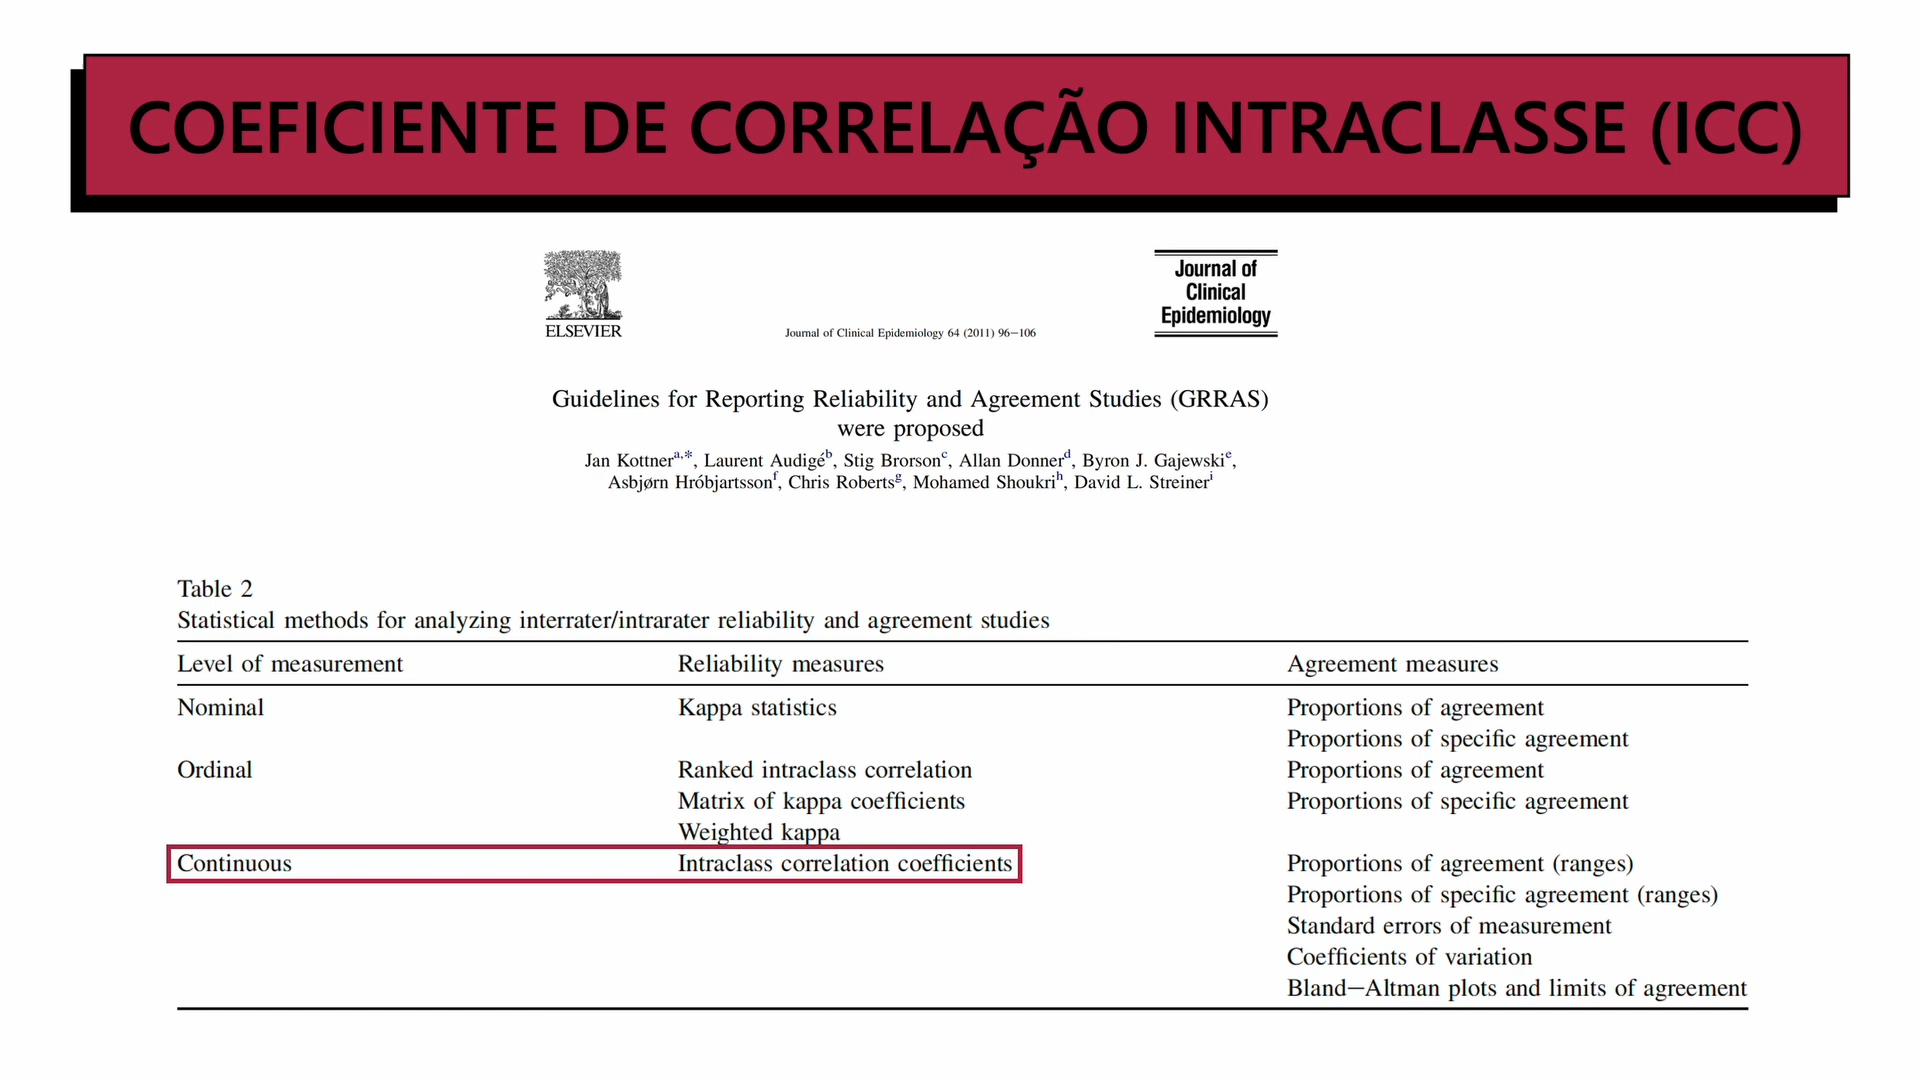 COEFICIENTE DE CORRELAÇÃO INTRACLASSE (ICC)
ELSEVIER
Journal of Clinical Epidemiology 64 (2011) 96–106
Journal of
Clinical
Epidemiology
Guidelines for Reporting Reliability and Agreement Studies (GRRAS)
were proposed
Jan Kottnera,*, Laurent Audigéb, Stig Brorsonc, Allan Donnerd, Byron J. Gajewskie,
Asbjørn Hróbjartssonf, Chris Robertsg, Mohamed Shoukrih, David L. Streineri
Table 2
Statistical methods for analyzing interrater/intrarater reliability and agreement studies
Level of measurement Reliability measures Agreement measures
Nominal Kappa statistics Proportions of agreement
Proportions of specific agreement
Ordinal Ranked intraclass correlation Proportions of agreement
Matrix of kappa coefficients Proportions of specific agreement
Weighted kappa
Continuous Intraclass correlation coefficients Proportions of agreement (ranges)
Proportions of specific agreement (ranges)
Standard errors of measurement
Coefficients of variation
Bland–Altman plots and limits of agreement